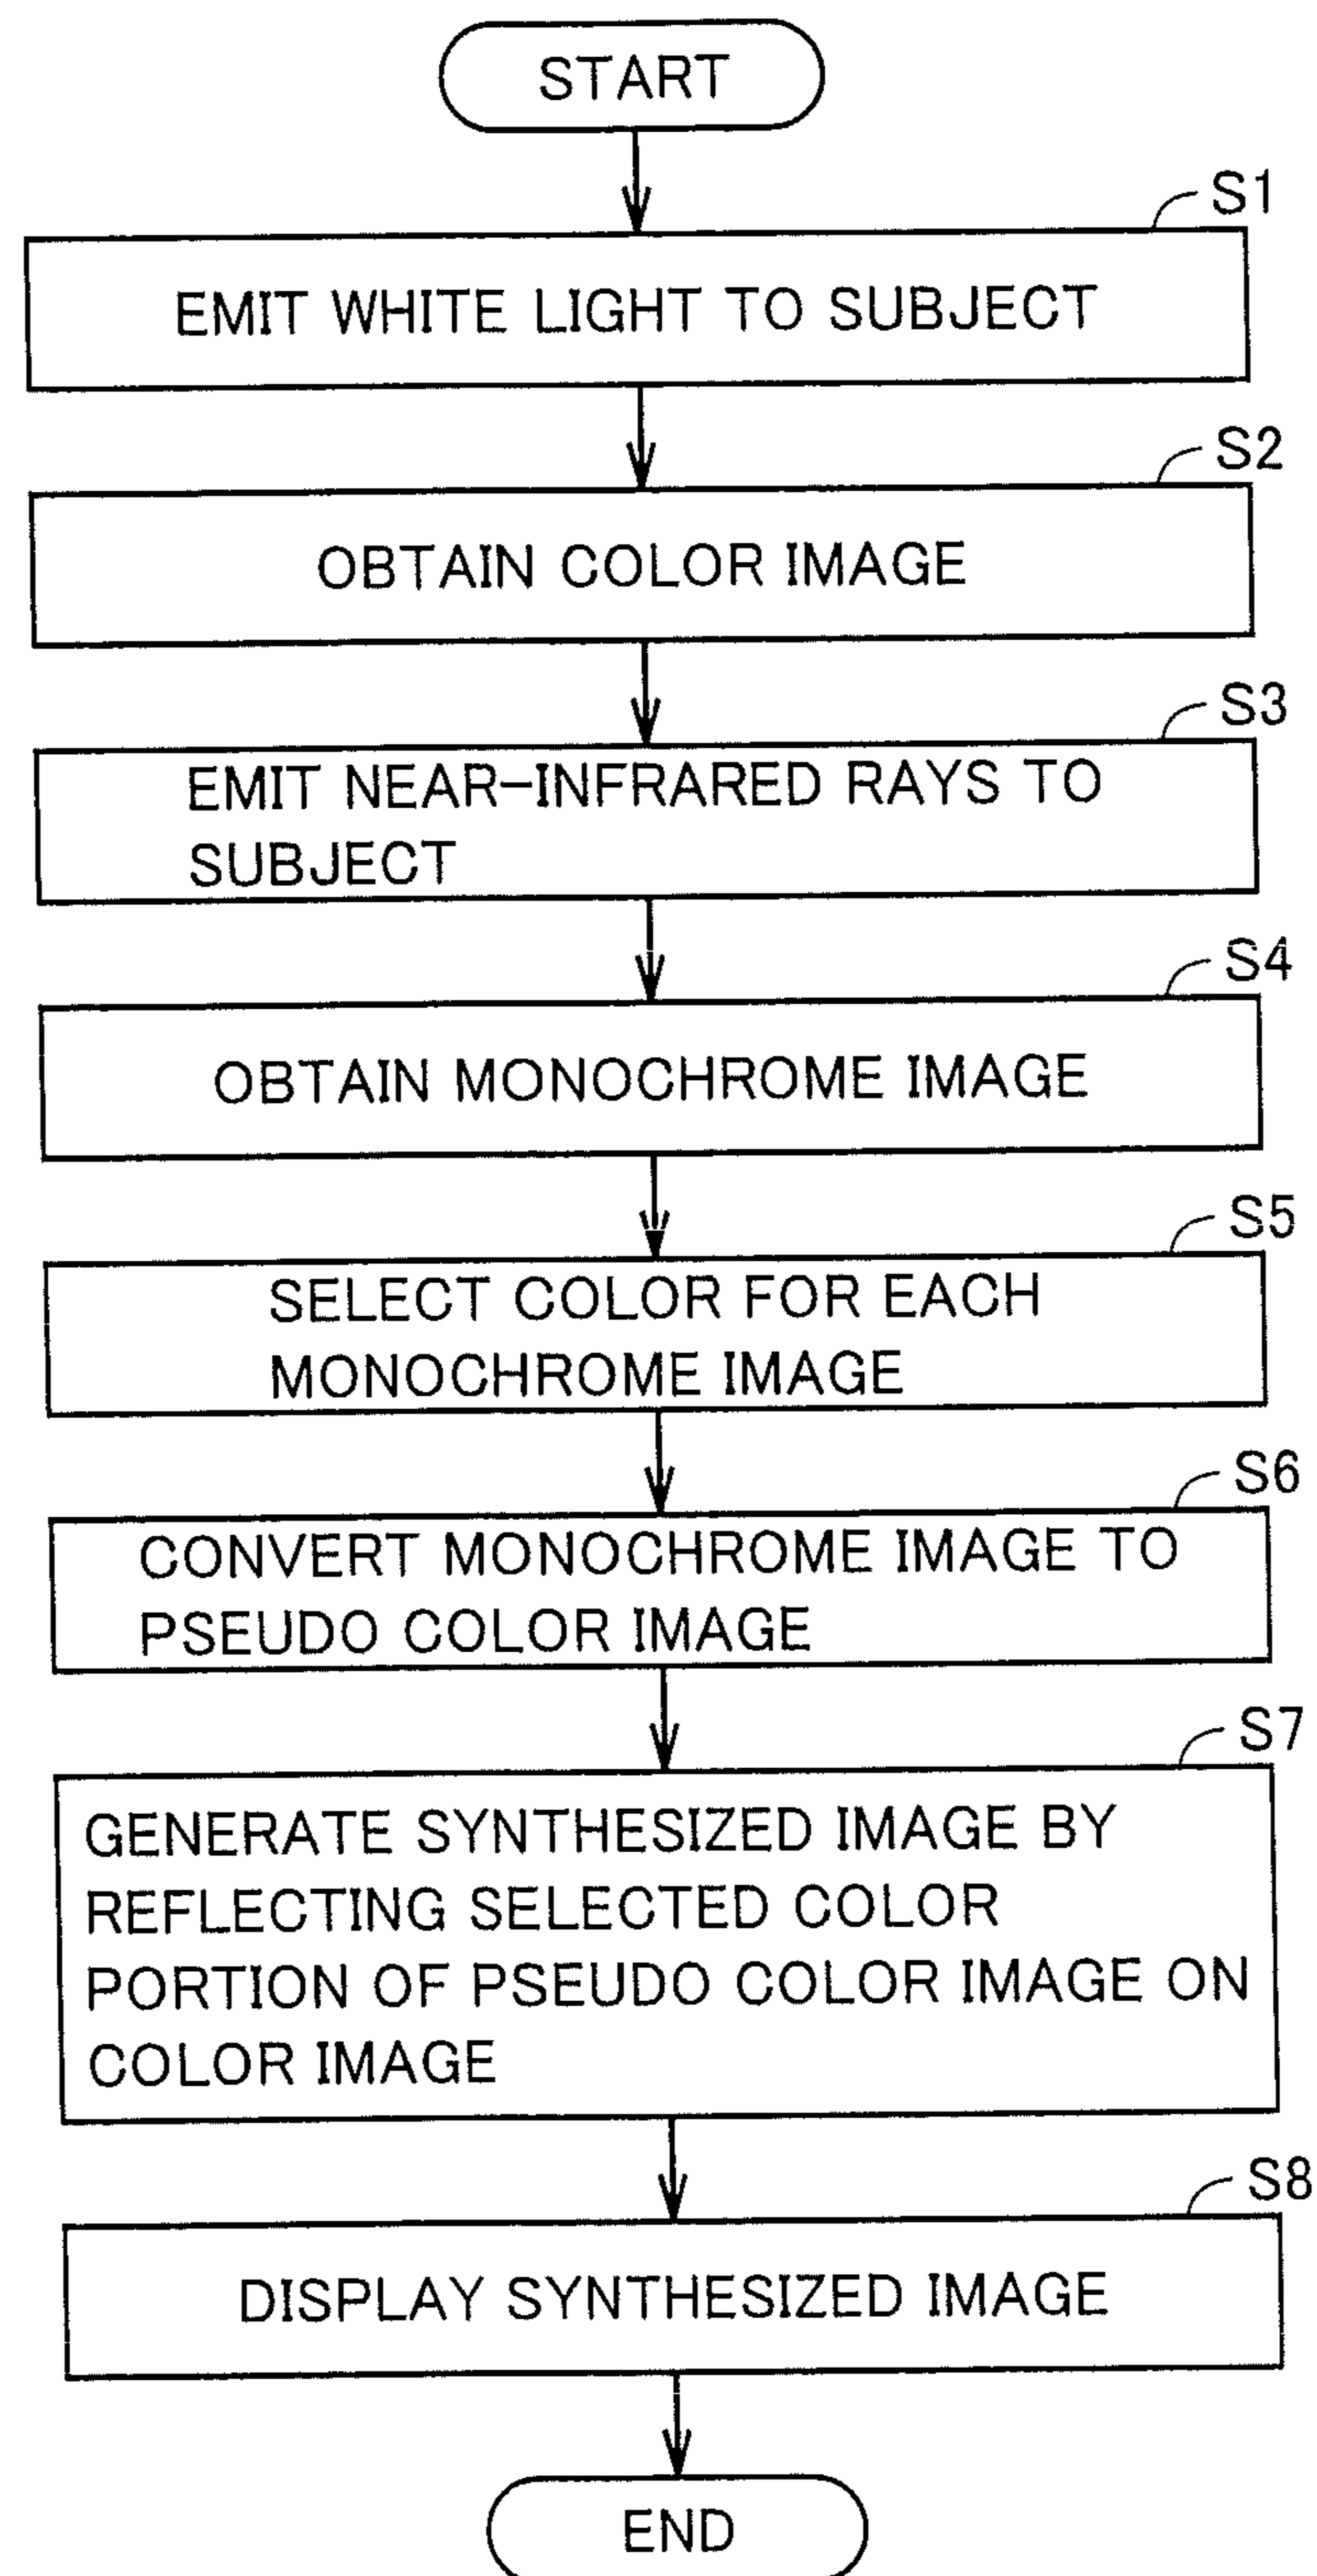 START
S1
EMIT WHITE LIGHT TO SUBJECT
S2
OBTAIN COLOR IMAGE
S3
EMIT NEAR-INFRARED RAYS TO
SUBJECT
S4
OBTAIN MONOCHROME IMAGE
S5
SELECT COLOR FOR EACH
MONOCHROME IMAGE
S6
CONVERT MONOCHROME IMAGE TO
PSEUDO COLOR IMAGE
S7
GENERATE SYNTHESIZED IMAGE BY
REFLECTING SELECTED COLOR
PORTION OF PSEUDO COLOR IMAGE ON
COLOR IMAGE
S8
DISPLAY SYNTHESIZED IMAGE
END